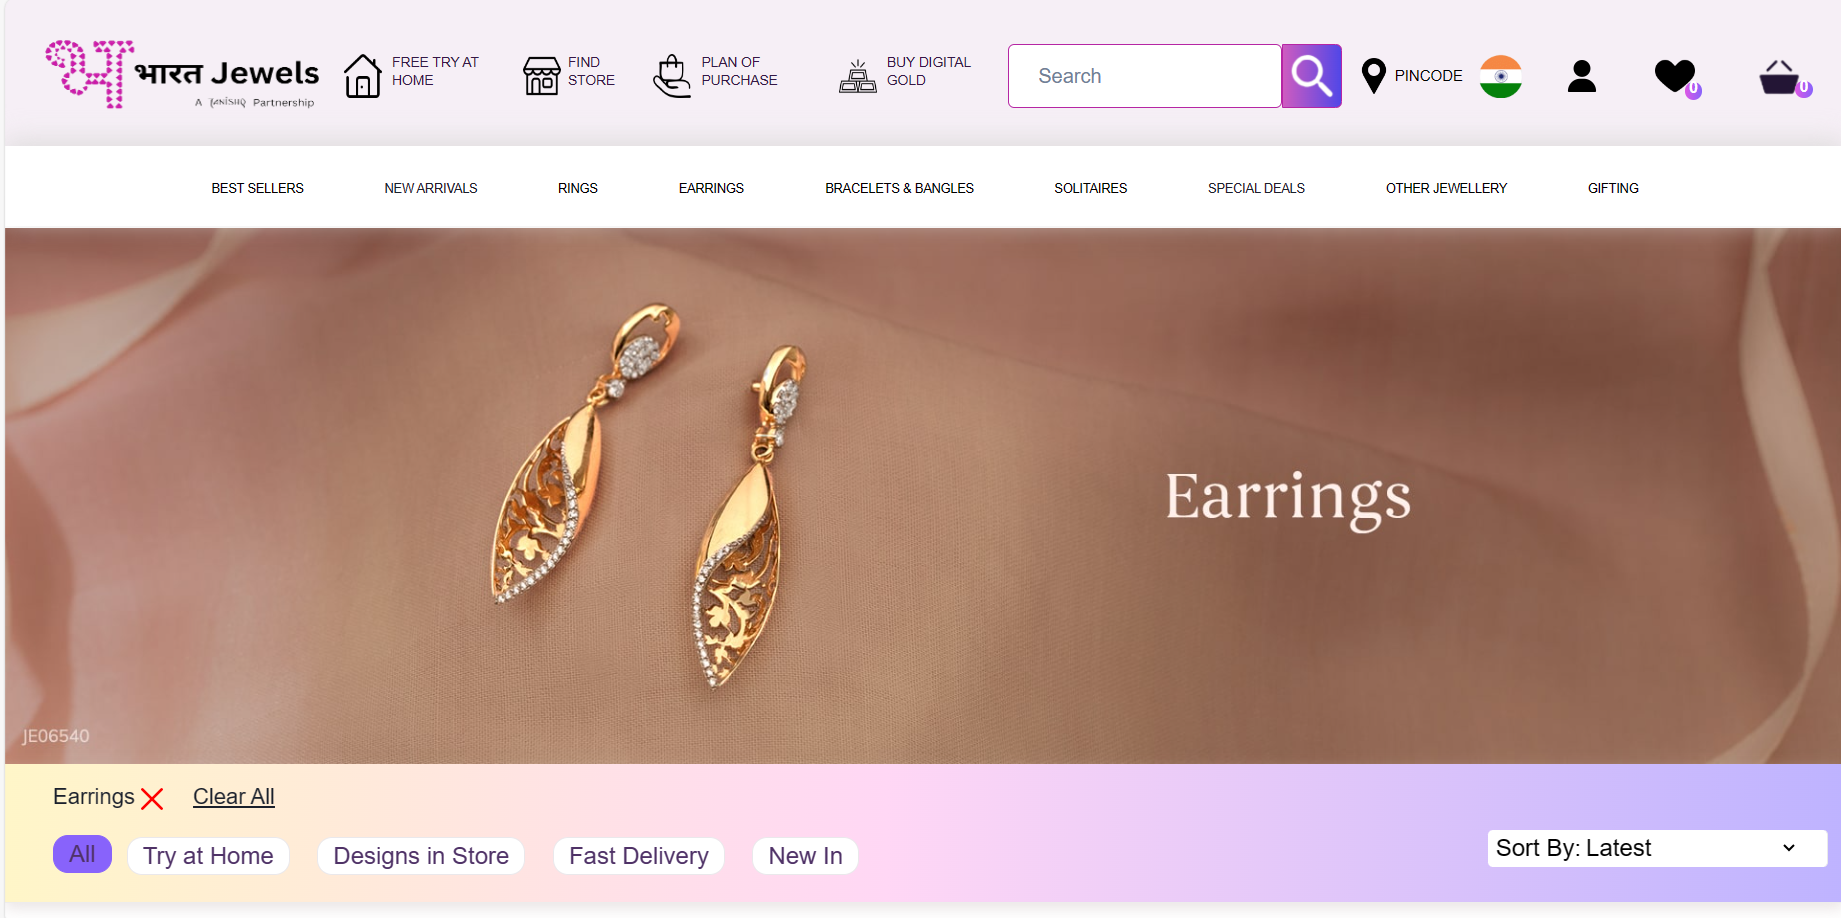 भारत Jewels
A TANISHQ Partnership
FREE TRY AT
HOME
FIND
STORE
PLAN OF
PURCHASE
BUY DIGITAL
GOLD
Search
PINCODE
0
0
BEST SELLERS
NEW ARRIVALS
RINGS
EARRINGS
BRACELETS & BANGLES
SOLITAIRES
SPECIAL DEALS
OTHER JEWELLERY
GIFTING
Earrings
JE06540
Earrings
Clear All
All
Try at Home
Designs in Store
Fast Delivery
New In
Sort By: Latest